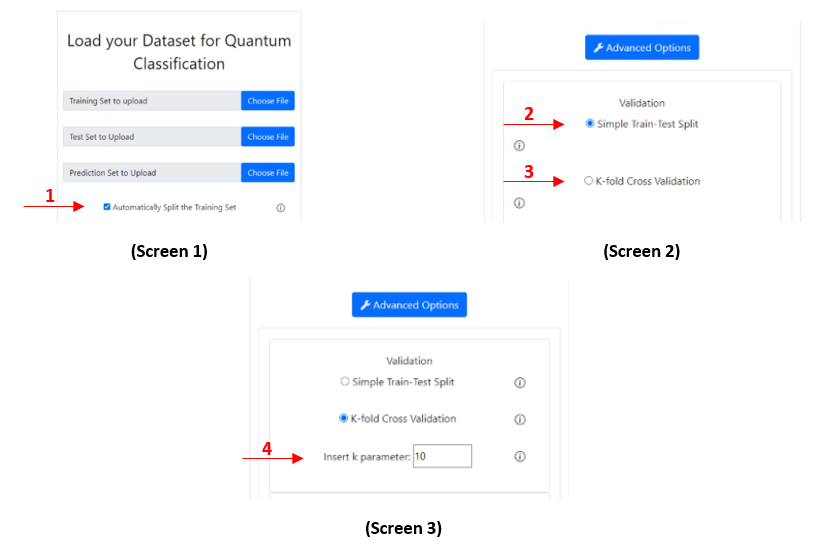 Load your Dataset for Quantum
Classification
Training Set to upload Choose File
Test Set to Upload Choose File
Prediction Set to Upload Choose File
1
Automatically Split the Training Set
(Screen 1)
Advanced Options
Validation
2
Simple Train-Test Split
3
K-fold Cross Validation
(Screen 2)
Advanced Options
Validation
Simple Train-Test Split
K-fold Cross Validation
4
Insert k parameter: 10
(Screen 3)